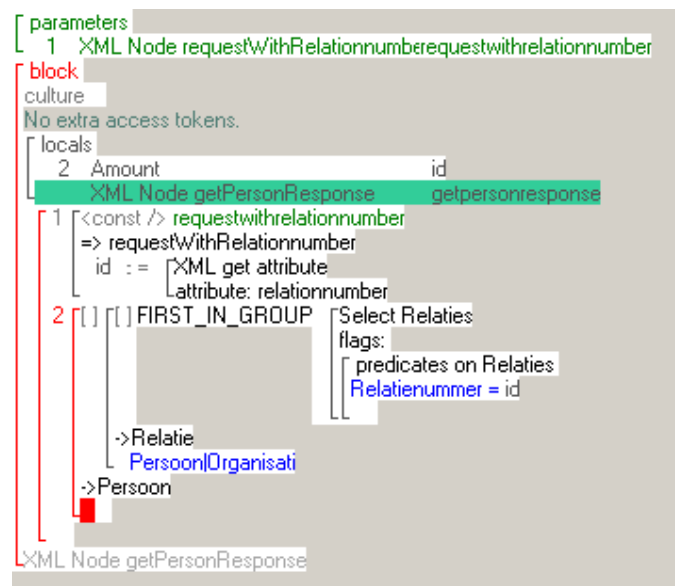 parameters
1 XML Node requestWithRelationnumberequestwithrelationnumber
block
culture
No extra access tokens.
locals
2 Amount id
XML Node getPersonResponse getpersonresponse
1 <const /> requestwithrelationnumber
=> requestWithRelationnumber
id := XML get attribute
attribute: relationnumber
2 [] [] FIRST_IN_GROUP Select Relaties
flags:
predicates on Relaties
Relatienummer = id
->Relatie
Persoon|Organisati
->Persoon
XML Node getPersonResponse